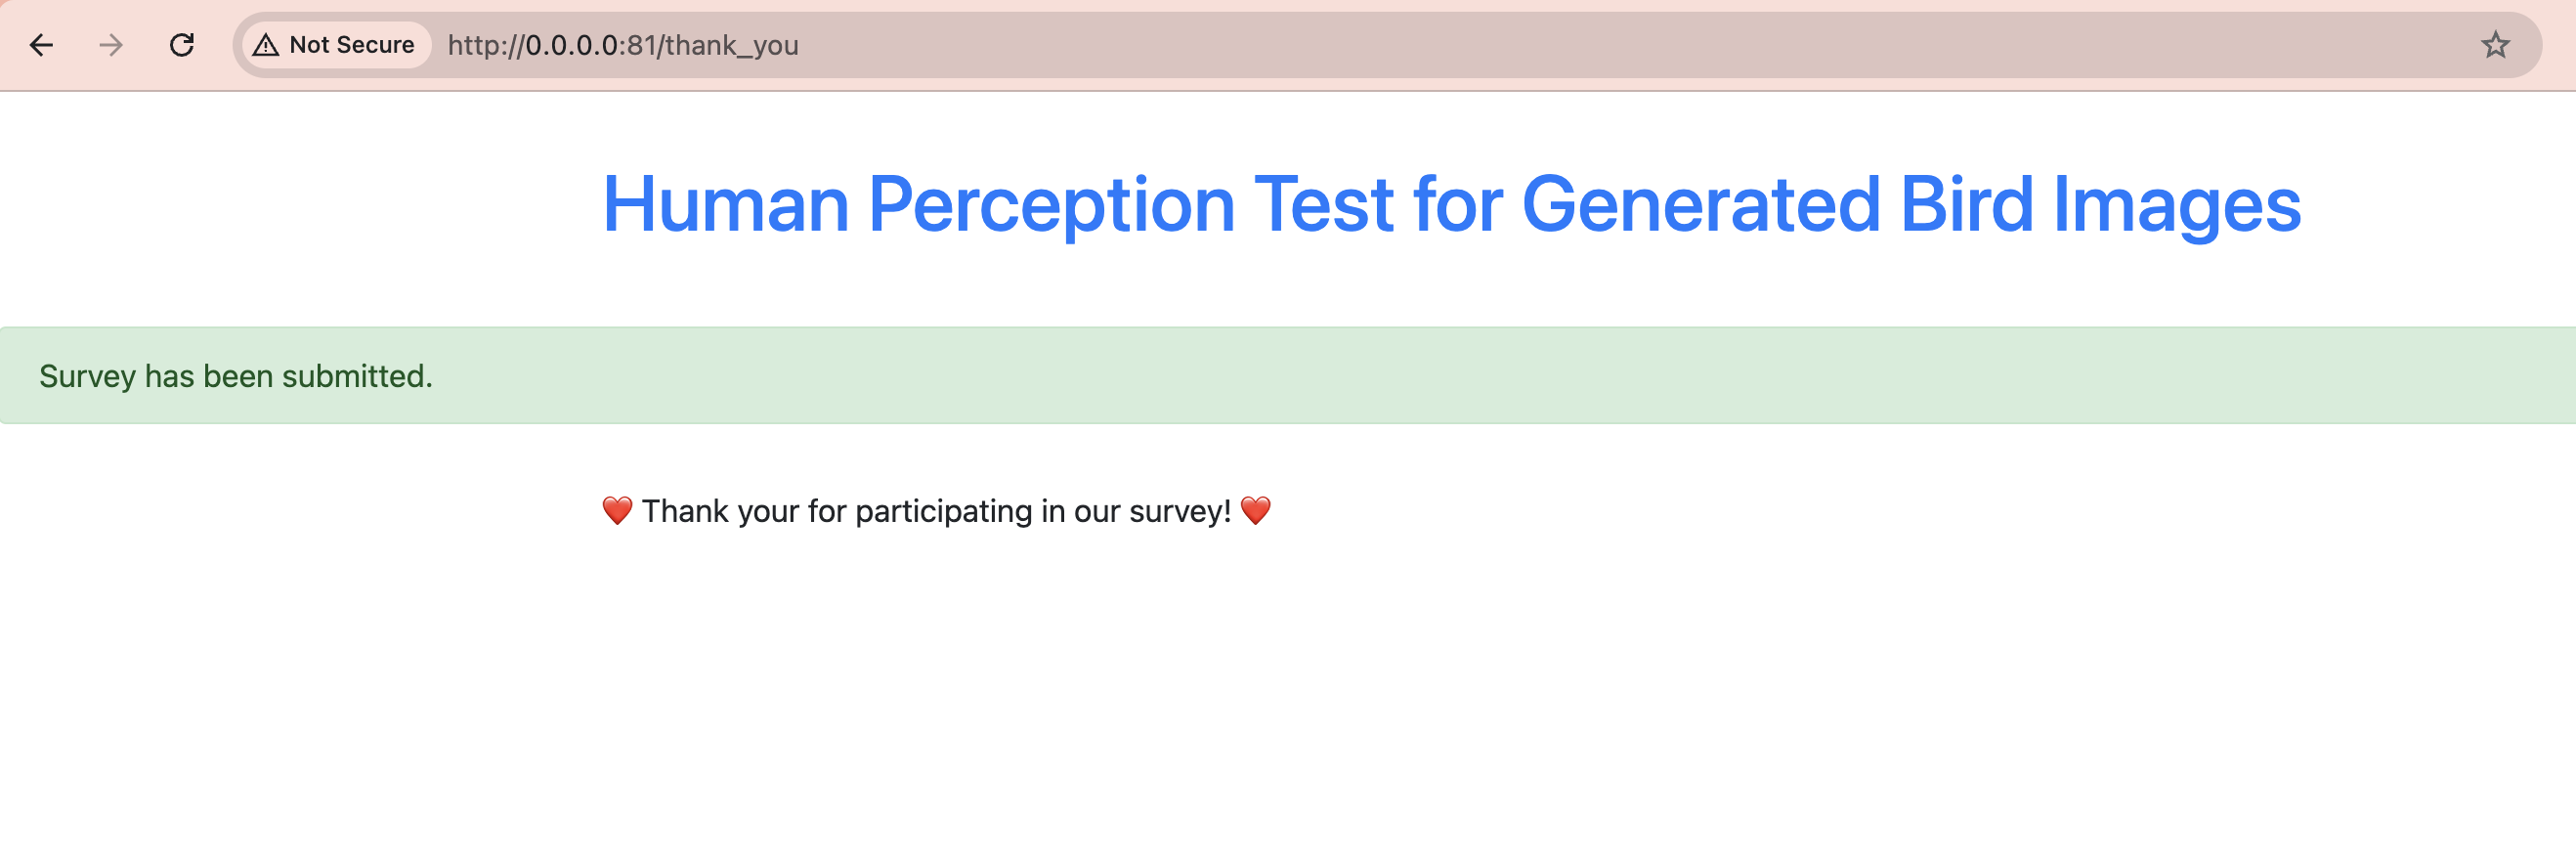 Not Secure http://0.0.0.0:81/thank_you
Human Perception Test for Generated Bird Images
Survey has been submitted.
❤️ Thank your for participating in our survey! ❤️